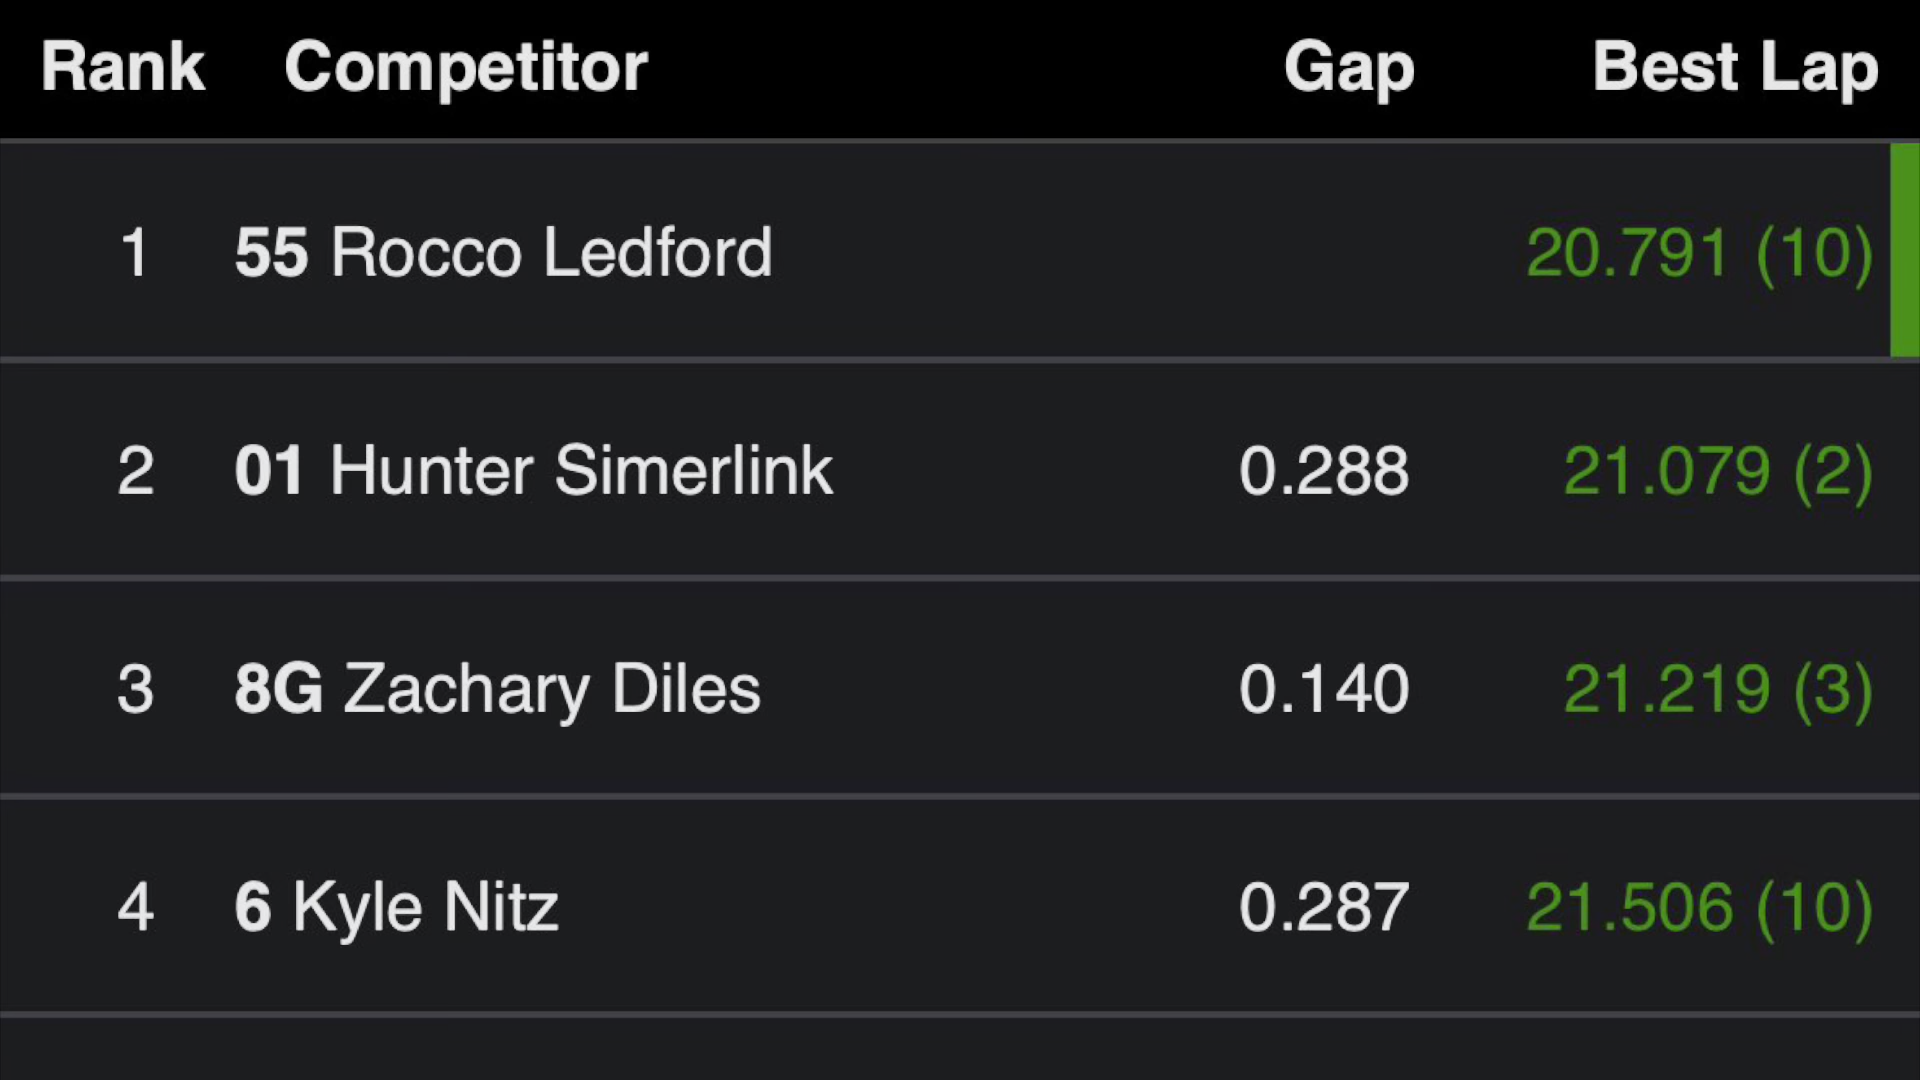 Rank Competitor Gap Best Lap
1 55 Rocco Ledford 20.791 (10)
2 01 Hunter Simerlink 0.288 21.079 (2)
3 8G Zachary Diles 0.140 21.219 (3)
4 6 Kyle Nitz 0.287 21.506 (10)